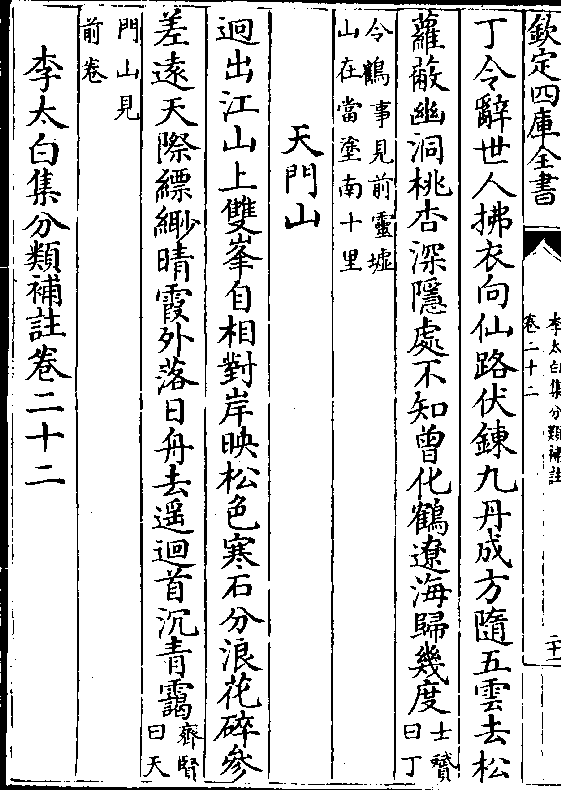 欽定四庫全書
李太白集分類補註
卷二十二
二十一
丁令辭世人拂衣向仙路伏錬九丹成方隨五雲去松
蘿蔽幽洞桃杏深隱處不知曾化鶴遼海歸幾度士贇曰丁
令鶴事見前靈墟
山在當塗南十里
天門山
迥出江山上雙峯自相對岸映松色寒石分浪花碎參
差遠天際縹緲晴霞外落日舟去遥迴首沉青靄齊賢曰天
門山見
前卷
李太白集分類補註卷二十二